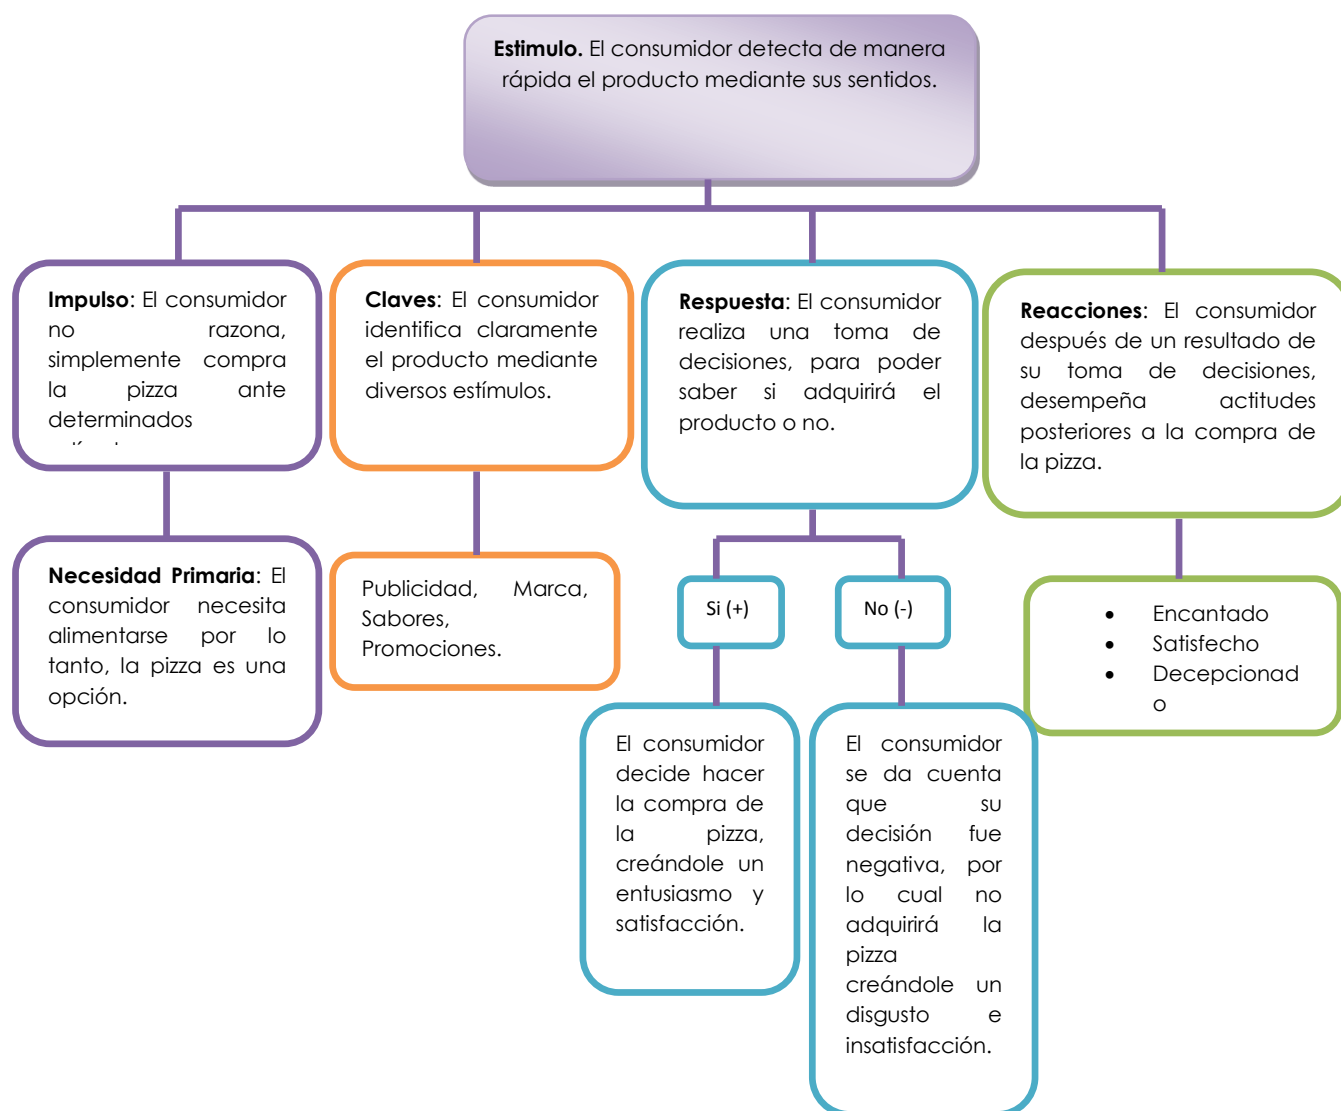 Estimulo. El consumidor detecta de manera
rápida el producto mediante sus sentidos.
Impulso: El consumidor
no razona,
simplemente compra
la pizza ante
determinados
Claves: El consumidor
identifica claramente
el producto mediante
diversos estímulos.
Respuesta: El consumidor
realiza una toma de
decisiones, para poder
saber si adquirirá el
producto o no.
Reacciones: El consumidor
después de un resultado de
su toma de decisiones,
desempeña actitudes
posteriores a la compra de
la pizza.
Necesidad Primaria: El
consumidor necesita
alimentarse por lo
tanto, la pizza es una
opción.
Publicidad, Marca,
Sabores,
Promociones.
Si (+)
No (-)
• Encantado
• Satisfecho
• Decepcionad
o
El consumidor
decide hacer
la compra de
la pizza,
creándole un
entusiasmo y
satisfacción.
El consumidor
se da cuenta
que su
decisión fue
negativa, por
lo cual no
adquirirá la
pizza
creándole un
disgusto e
insatisfacción.